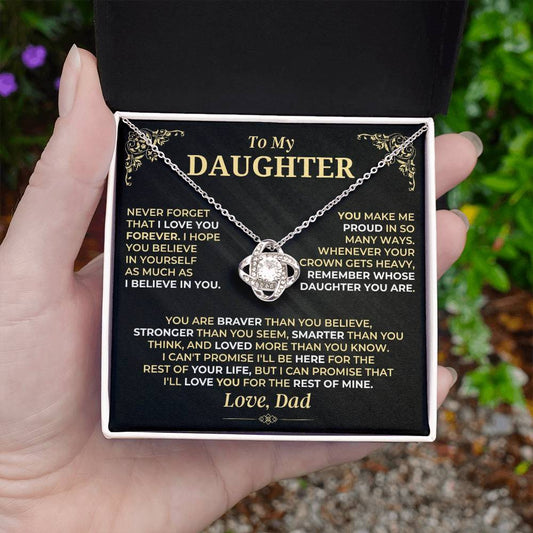 To My
DAUGHTER
NEVER FORGET
THAT I LOVE YOU
FOREVER. I HOPE
YOU BELIEVE
IN YOURSELF
AS MUCH AS
I BELIEVE IN YOU.
YOU MAKE ME
PROUD IN SO
MANY WAYS.
WHENEVER YOUR
CROWN GETS HEAVY,
REMEMBER WHOSE
DAUGHTER YOU ARE.
YOU ARE BRAVER THAN YOU BELIEVE,
STRONGER THAN YOU SEEM, SMARTER THAN YOU
THINK, AND LOVED MORE THAN YOU KNOW.
I CAN'T PROMISE I'LL BE HERE FOR THE
REST OF YOUR LIFE, BUT I CAN PROMISE THAT
I'LL LOVE YOU FOR THE REST OF MINE.
Love, Dad